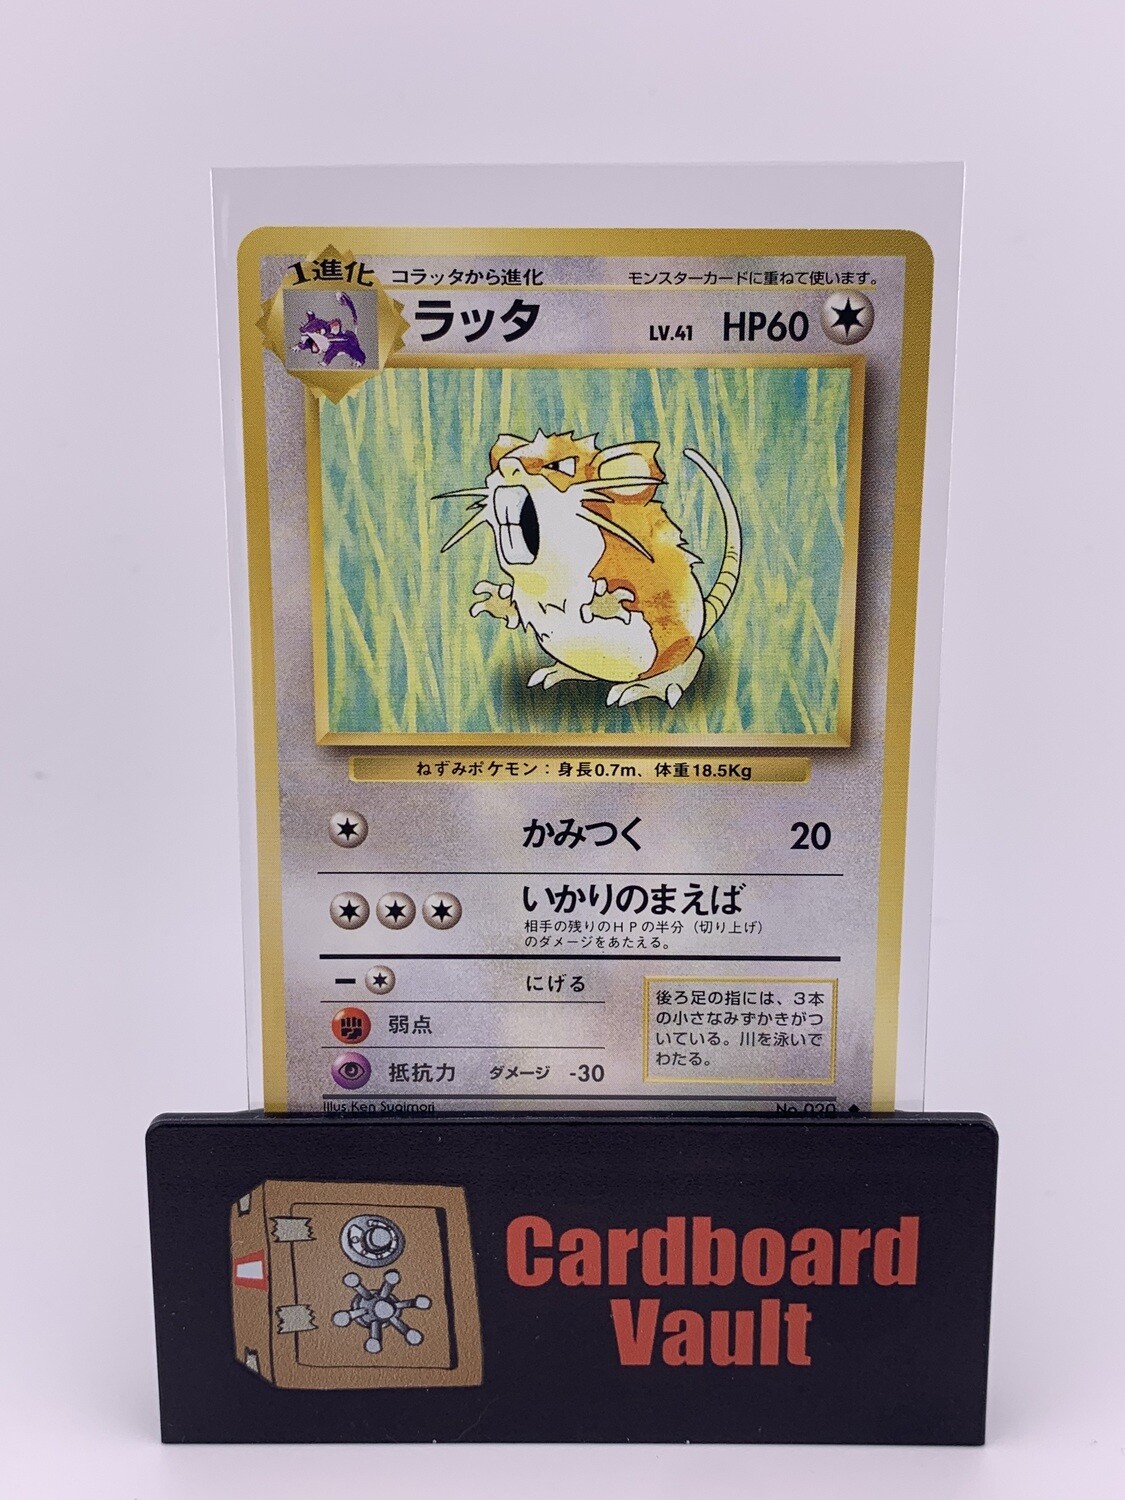 1進化 コラッタから進化 モンスターカードに重ねて使います。
ラッタ LV.41 HP60
ねずみポケモン：身長0.7m、体重18.5Kg
かみつく 20
いかりのまえば
相手の残りのHPの半分（切り上げ）
のダメージをあたえる。
にげる
弱点
抵抗力 ダメージ -30
後ろ足の指には、3本
の小さなみずかきがつ
いている。川を泳いで
わたる。
Illus.Ken Sugimori No.020
Cardboard
Vault